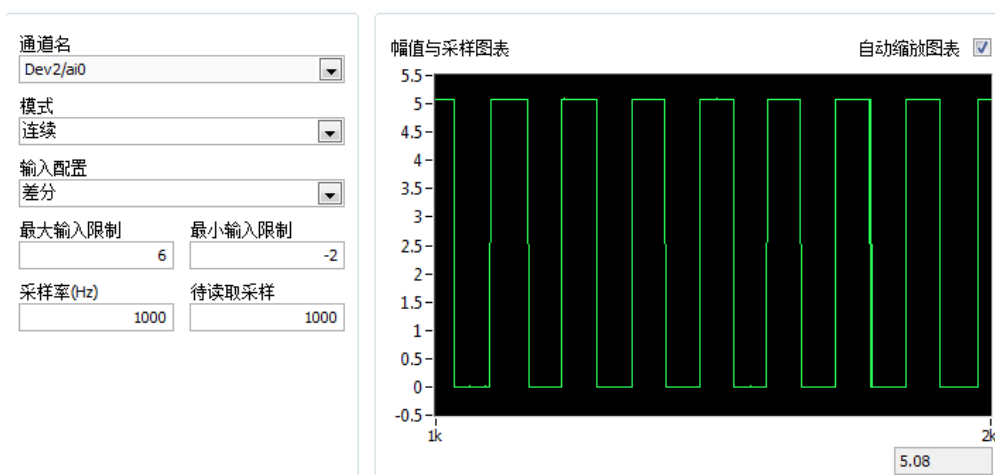 通道名
Dev2/ai0
模式
连续
输入配置
差分
最大输入限制 最小输入限制
6 -2
采样率(Hz) 待读取采样
1000 1000
幅值与采样图表 自动缩放图表
5.5
5
4.5
4
3.5
3
2.5
2
1.5
1
0.5
0
-0.5
1k 2k
5.08